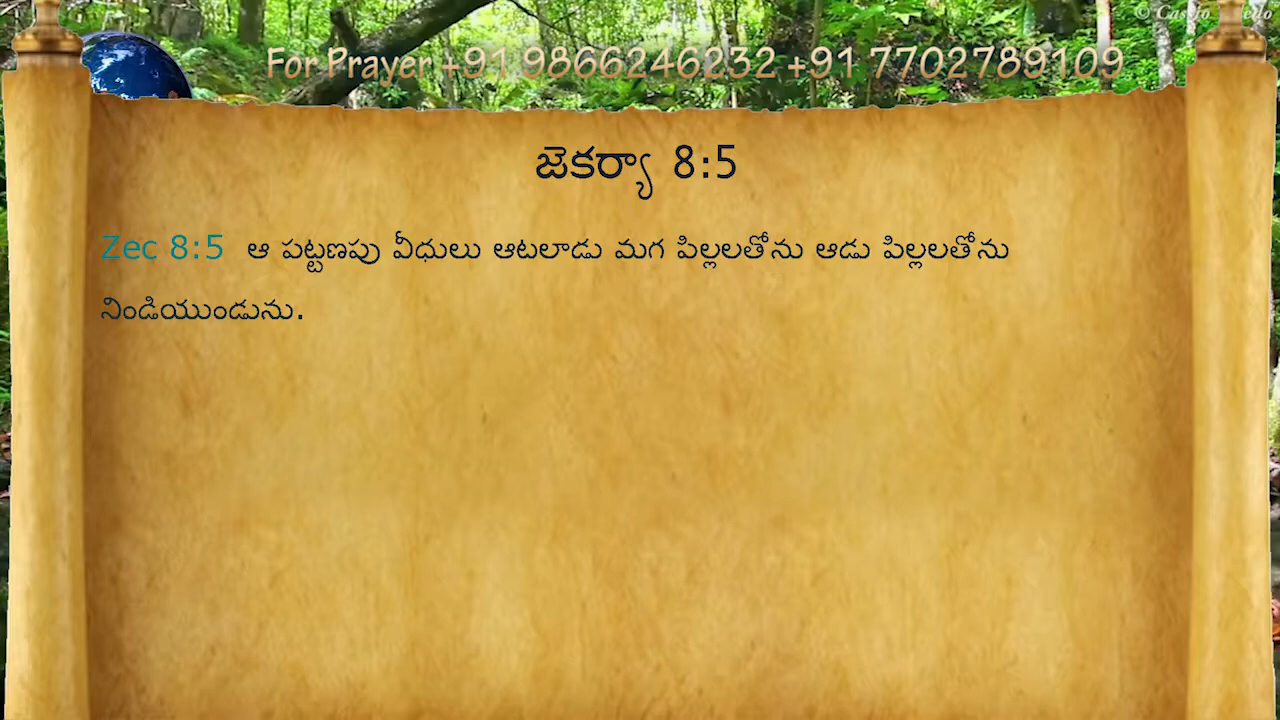 For Prayer +91 9866246232 +91 7702789109
జెకర్యా 8:5
Zec 8:5 ఆ పట్టణపు వీధులు ఆటలాడు మగ పిల్లలతోను ఆడు పిల్లలతోను
నిండియుండును.